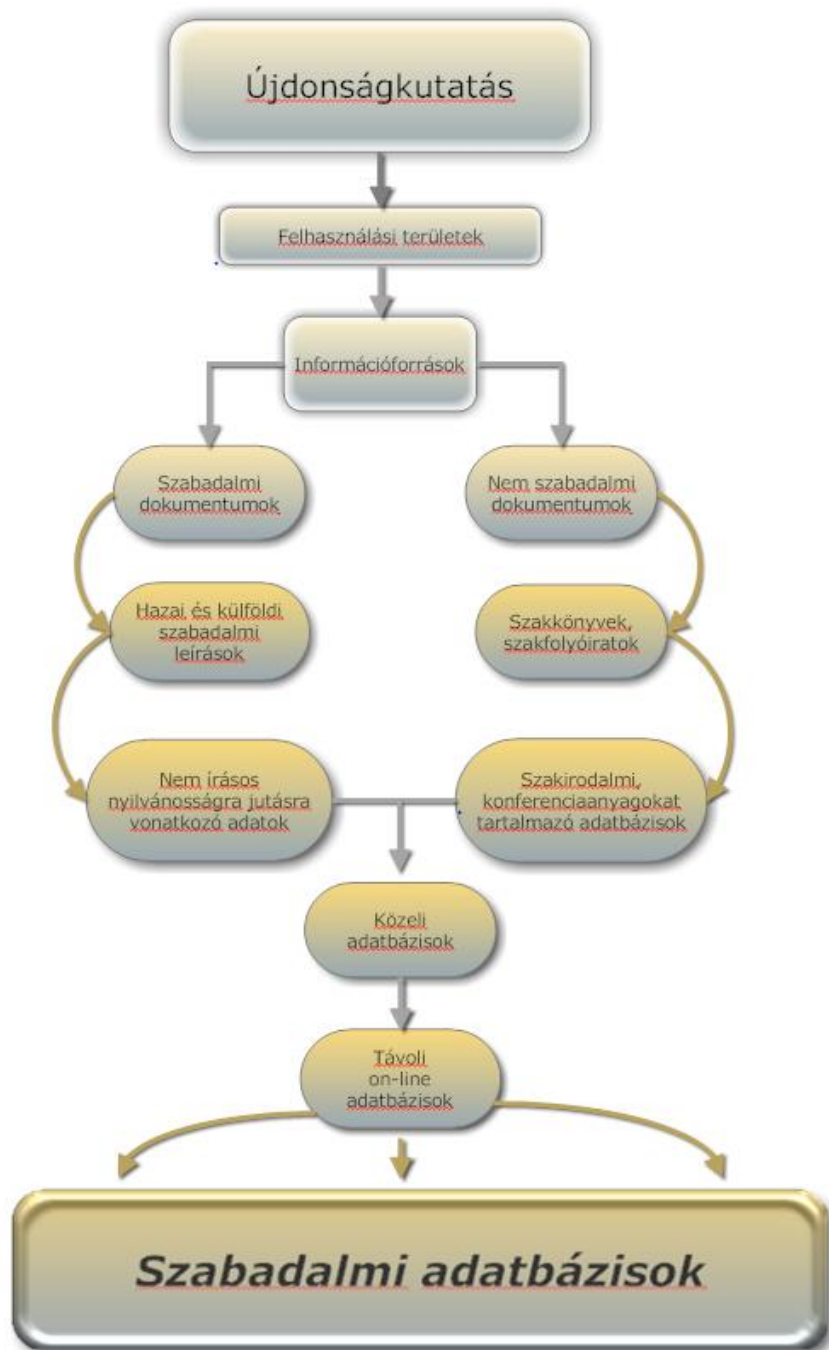 Újdonságkutatás
Felhasználási területek
Információforrások
Szabadalmi
dokumentumok
Nem szabadalmi
dokumentumok
Hazai és külföldi
szabadalmi
leírások
Szakkönyvek,
szakfolyóiratok
Nem írásos
nyilvánosságra jutásra
vonatkozó adatok
Szakirodalmi,
konferenciaanyagokat
tartalmazó adatbázisok
Közeli
adatbázisok
Távoli
on-line
adatbázisok
Szabadalmi adatbázisok